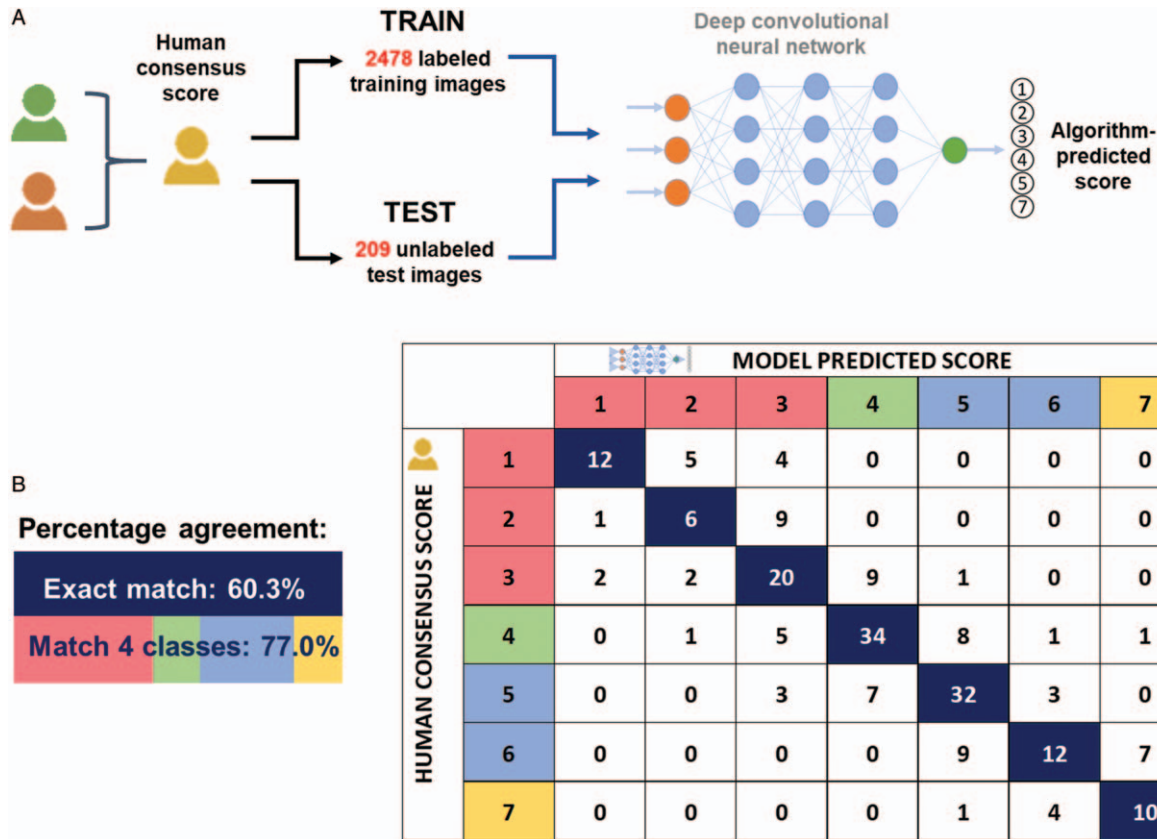 A
Human
consensus
score
TRAIN
2478 labeled
training images
TEST
209 unlabeled
test images
Deep convolutional
neural network
1
2
3
4
5
7
Algorithm-
predicted
score
B
Percentage agreement:
Exact match: 60.3%
Match 4 classes: 77.0%
MODEL PREDICTED SCORE
1 2 3 4 5 6 7
HUMAN CONSENSUS SCORE
1 12 5 4 0 0 0 0
2 1 6 9 0 0 0 0
3 2 2 20 9 1 0 0
4 0 1 5 34 8 1 1
5 0 0 3 7 32 3 0
6 0 0 0 0 9 12 7
7 0 0 0 0 1 4 10